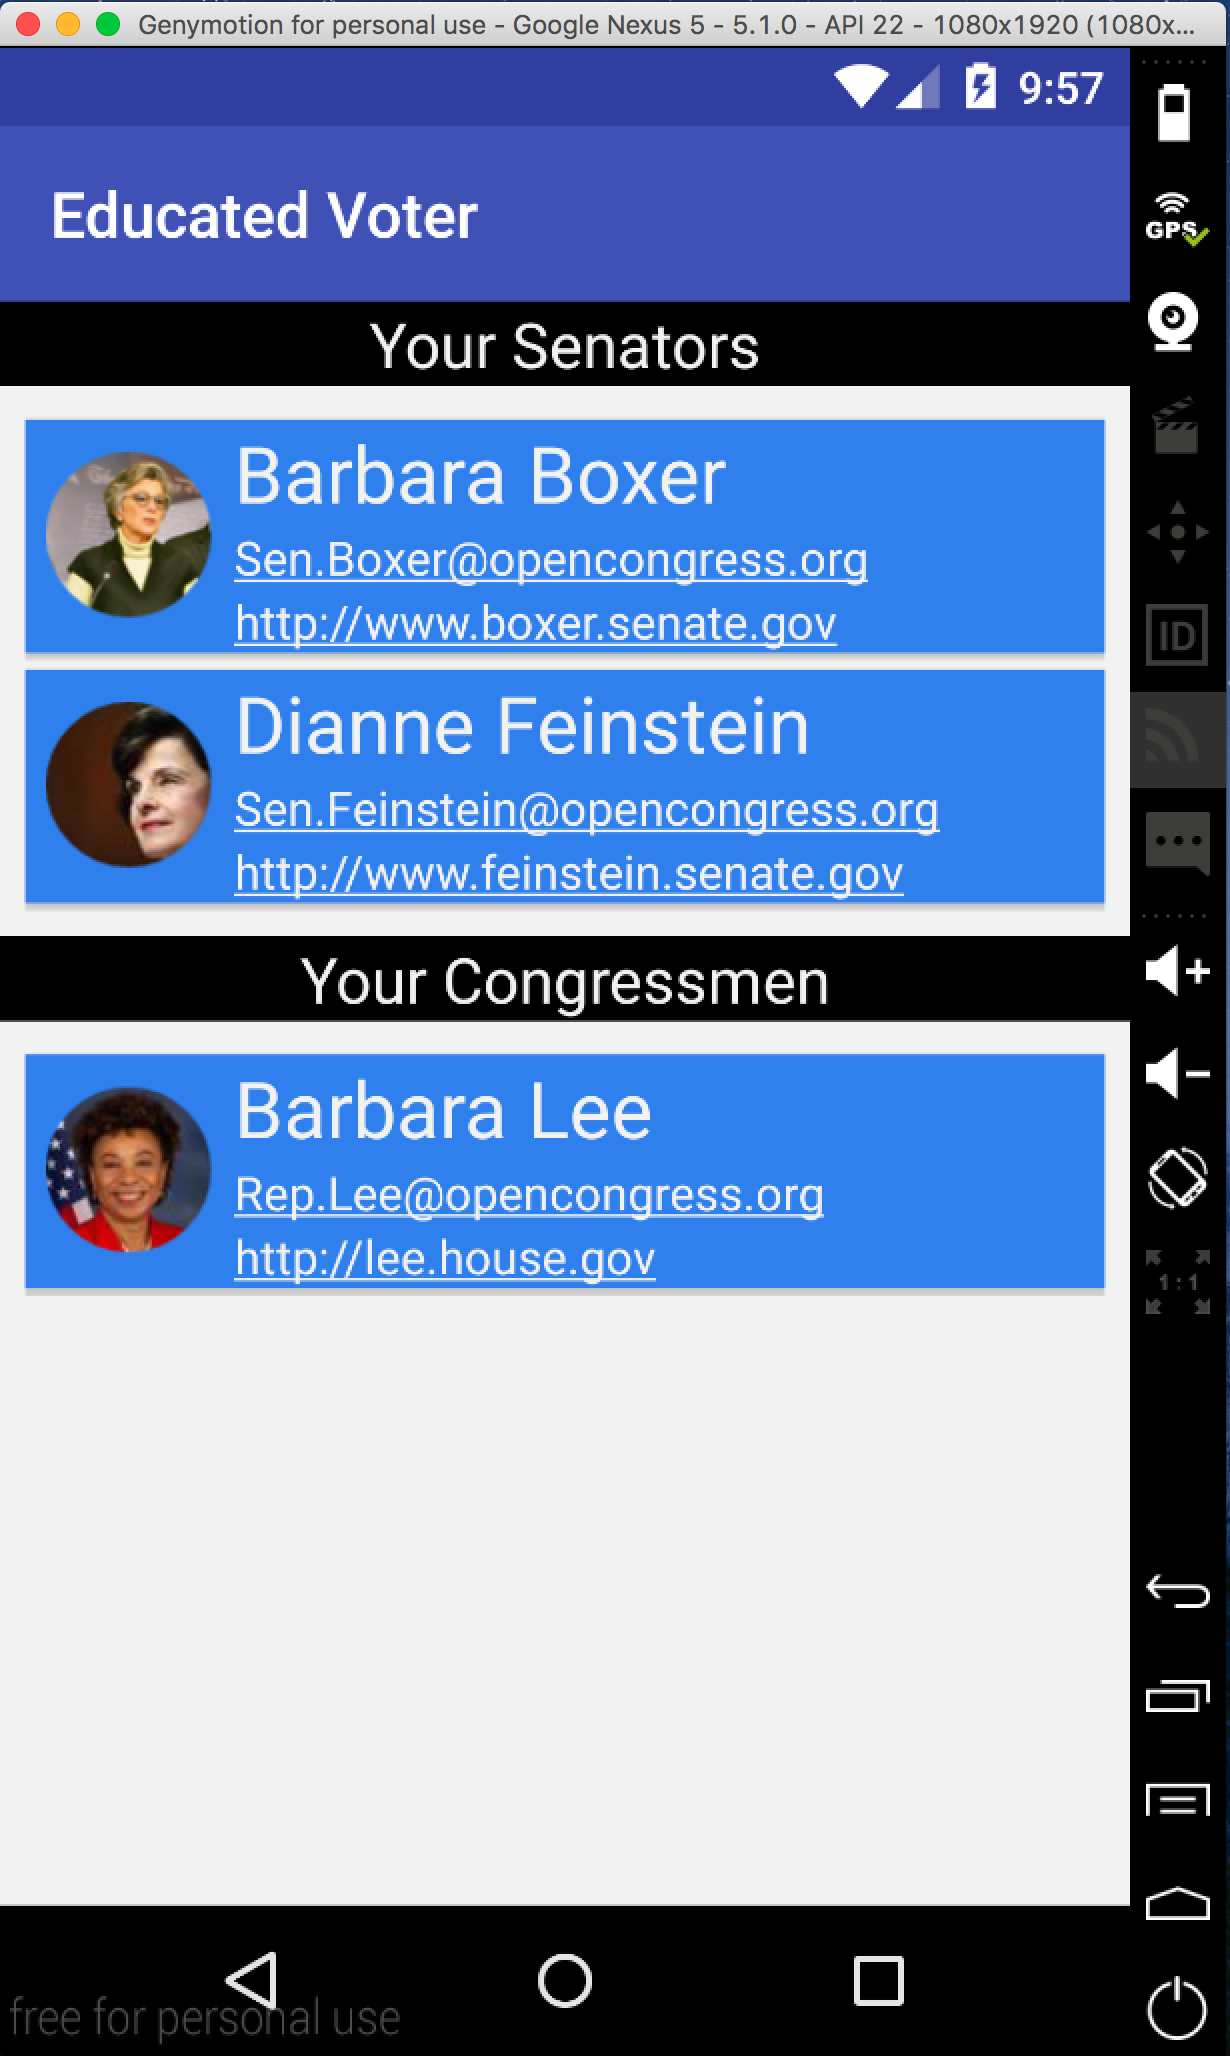 Genymotion for personal use - Google Nexus 5 - 5.1.0 - API 22 - 1080x1920 (1080x...
9:57
Educated Voter
GPS
Your Senators
Barbara Boxer
Sen.Boxer@opencongress.org
http://www.boxer.senate.gov
ID
Dianne Feinstein
Sen.Feinstein@opencongress.org
http://www.feinstein.senate.gov
Your Congressmen
Barbara Lee
Rep.Lee@opencongress.org
http://lee.house.gov
1:1
free for personal use